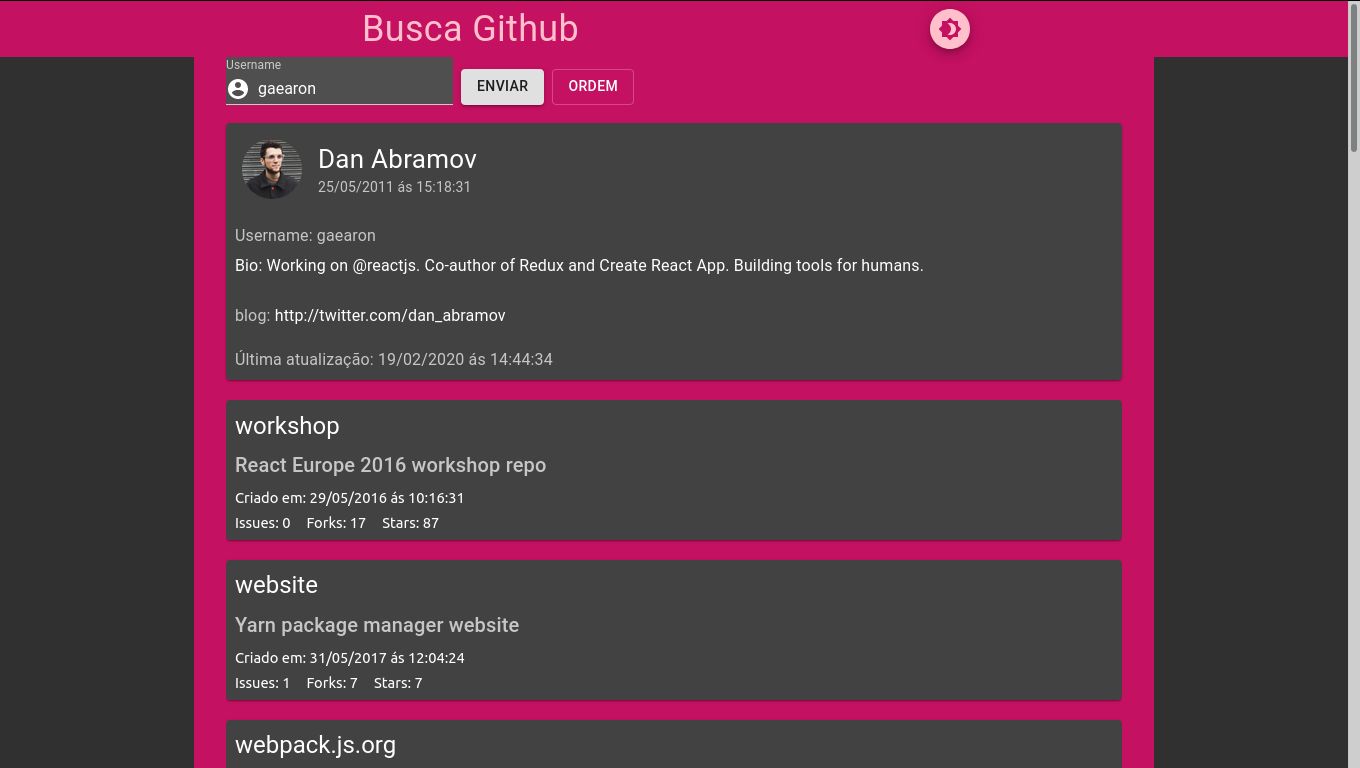 Busca Github
Username
gaearon
ENVIAR
ORDEM
Dan Abramov
25/05/2011 ás 15:18:31
Username: gaearon
Bio: Working on @reactjs. Co-author of Redux and Create React App. Building tools for humans.
blog: http://twitter.com/dan_abramov
Última atualização: 19/02/2020 ás 14:44:34
workshop
React Europe 2016 workshop repo
Criado em: 29/05/2016 ás 10:16:31
Issues: 0 Forks: 17 Stars: 87
website
Yarn package manager website
Criado em: 31/05/2017 ás 12:04:24
Issues: 1 Forks: 7 Stars: 7
webpack.js.org